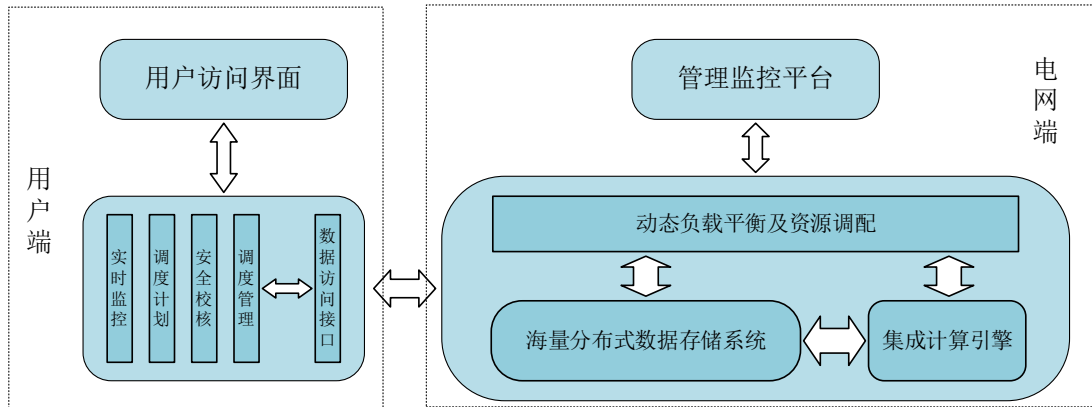 用户访问界面
用户端
实时监控
调度计划
安全校核
调度管理
数据访问接口
管理监控平台
电网端
动态负载平衡及资源调配
海量分布式数据存储系统
集成计算引擎